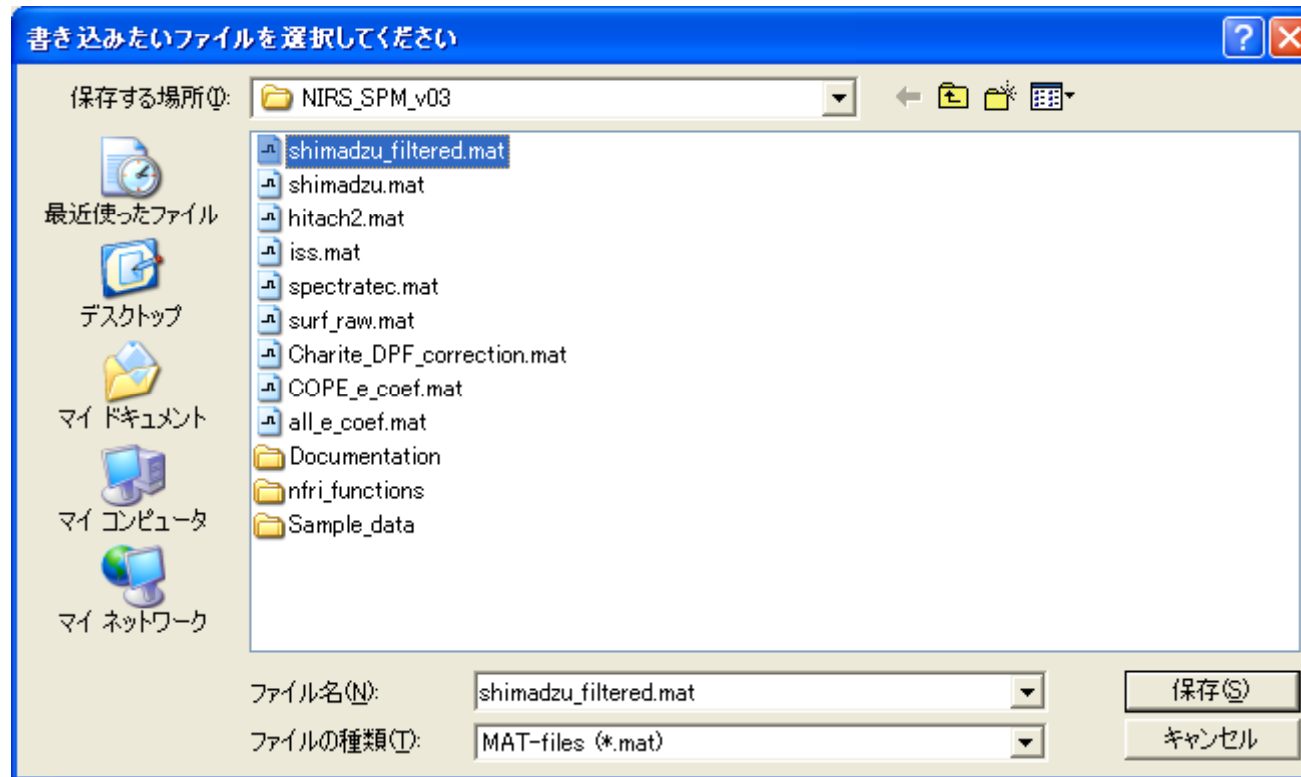 書き込みたいファイルを選択してください
保存する場所(I):
NIRS_SPM_v03
最近使ったファイル
デスクトップ
マイ ドキュメント
マイ コンピュータ
マイ ネットワーク
shimadzu_filtered.mat
shimadzu.mat
hitach2.mat
iss.mat
spectratec.mat
surf_raw.mat
Charite_DPF_correction.mat
COPE_e_coef.mat
all_e_coef.mat
Documentation
nfri_functions
Sample_data
ファイル名(N):
shimadzu_filtered.mat
保存(S)
ファイルの種類(T):
MAT-files (*.mat)
キャンセル